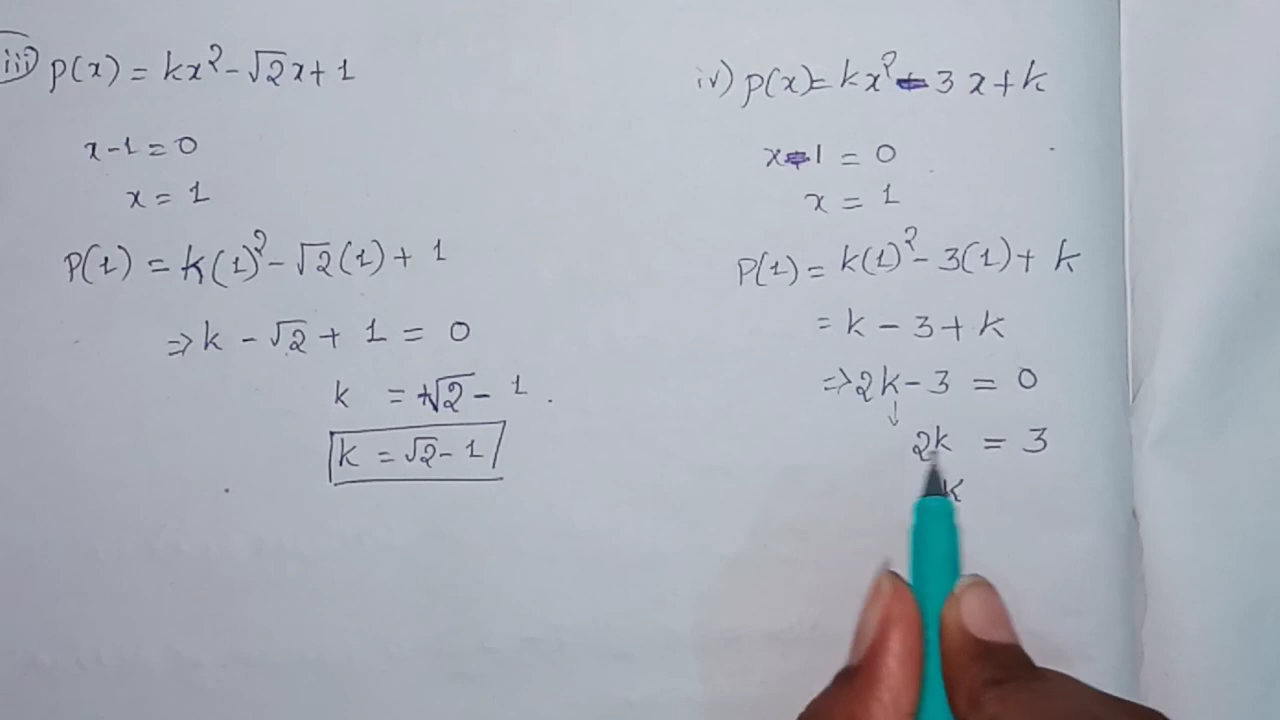 iii) p(x) = kx² - √2x + 1
x - 1 = 0
x = 1
P(1) = k(1)² - √2(1) + 1
⇒ k - √2 + 1 = 0
k = +√2 - 1
k = √2 - 1
iv) p(x) = kx² - 3x + k
x - 1 = 0
x = 1
P(1) = k(1)² - 3(1) + k
= k - 3 + k
⇒ 2k - 3 = 0
↓
2k = 3
k